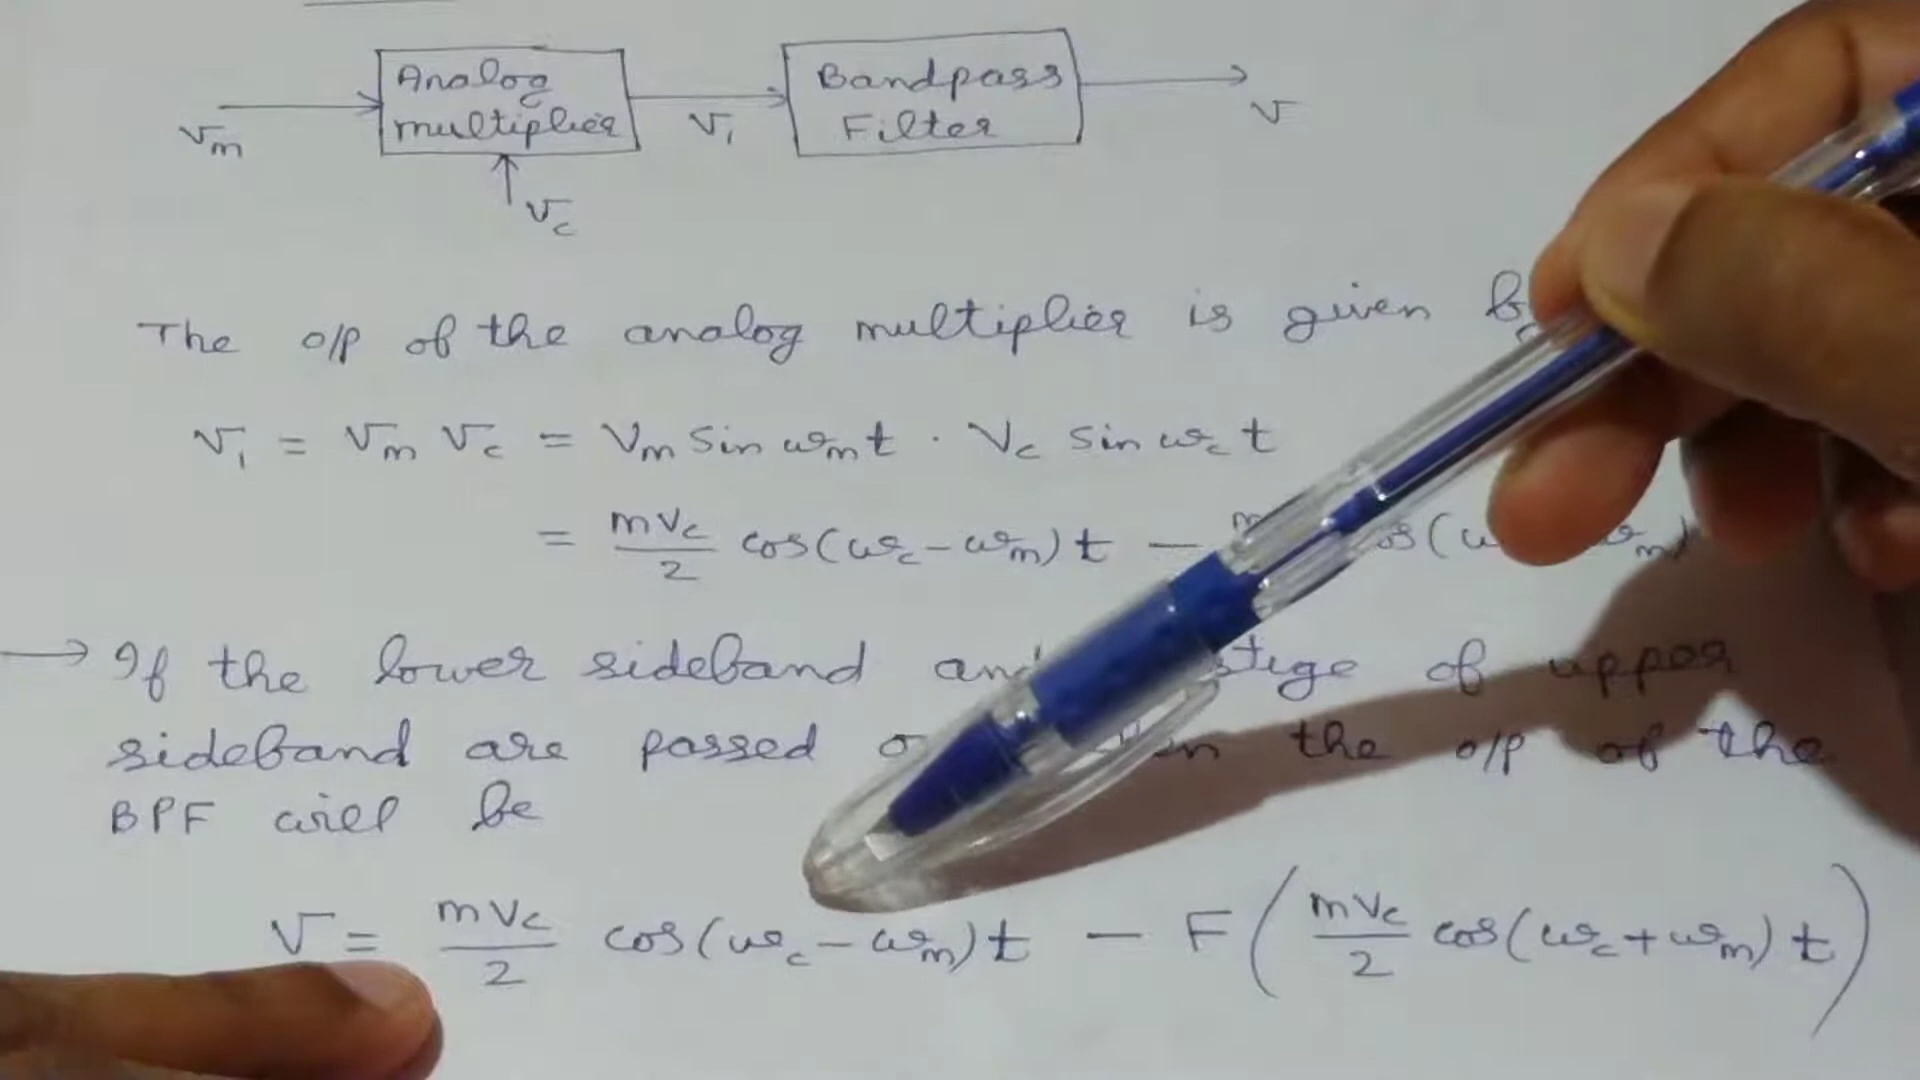 Analog Bandpass
vm multiplier v1 Filter v
vc
The o/p of the analog multiplier is given
v1 = vm vc = Vm sin ωmt . Vc sin ωc t
= mVc/2 cos(ωc - ωm) t -
→ If the lower sideband of upper
sideband are passed the o/p of the
BPF will be
v = mVc/2 cos(ωc - ωm) t - F ( mVc/2 cos(ωc + ωm) t )